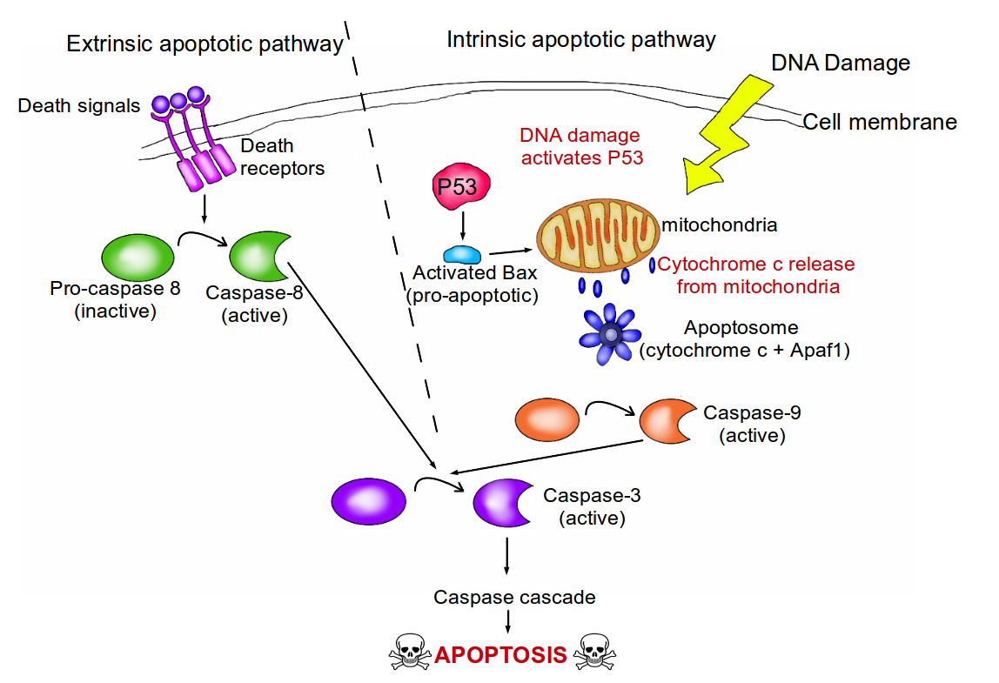 Extrinsic apoptotic pathway
Intrinsic apoptotic pathway
DNA Damage
Death signals
Cell membrane
Death
receptors
DNA damage
activates P53
P53
mitochondria
Activated Bax
(pro-apoptotic)
Cytochrome c release
from mitochondria
Pro-caspase 8
(inactive)
Caspase-8
(active)
Apoptosome
(cytochrome c + Apaf1)
Caspase-9
(active)
Caspase-3
(active)
Caspase cascade
APOPTOSIS